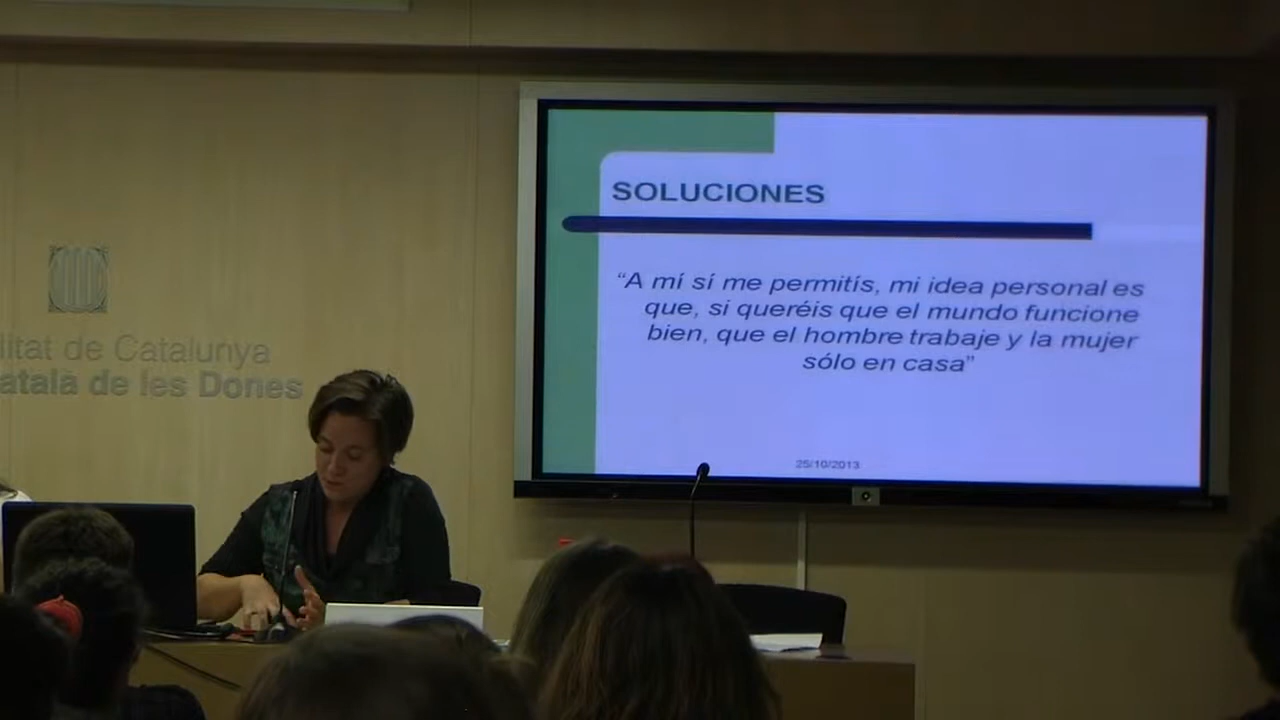 SOLUCIONES
“A mí sí me permitís, mi idea personal es
que, si queréis que el mundo funcione
bien, que el hombre trabaje y la mujer
sólo en casa”
25/10/2013
litat de Catalunya
atalà de les Dones